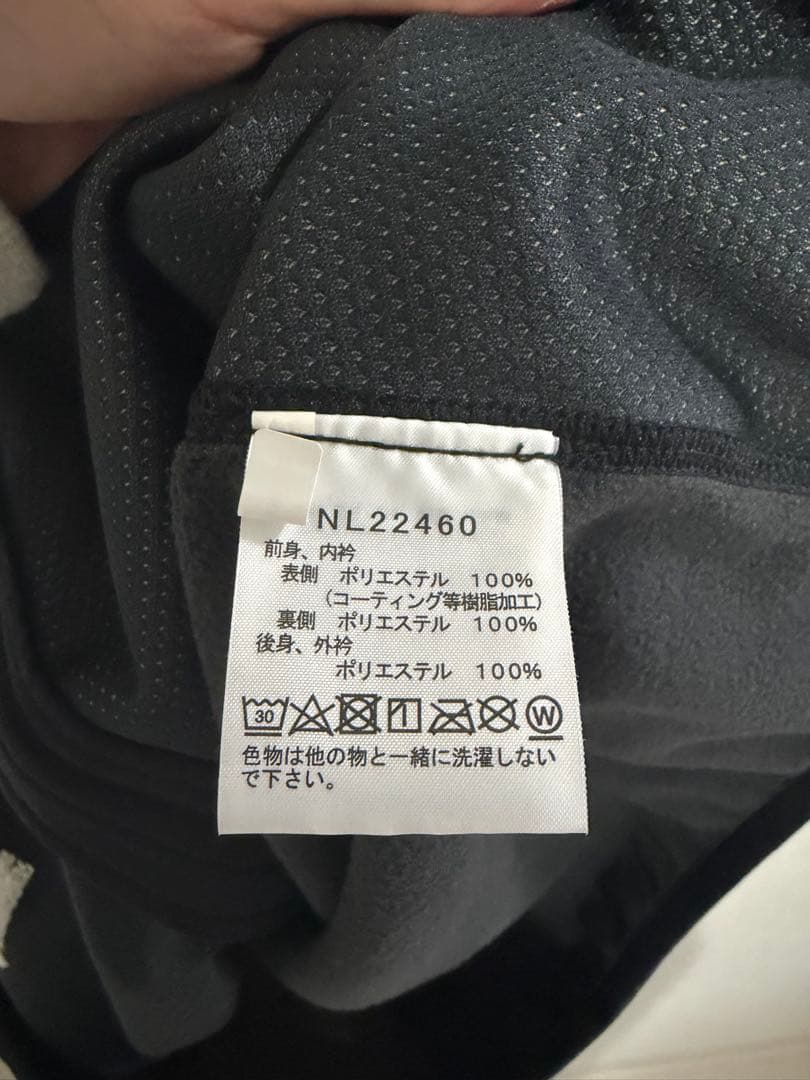 NL22460
前身、内衿
表側 ポリエステル 100%
(コーティング等樹脂加工)
裏側 ポリエステル 100%
後身、外衿
ポリエステル 100%
30 W
色物は他の物と一緒に洗濯しない
で下さい。